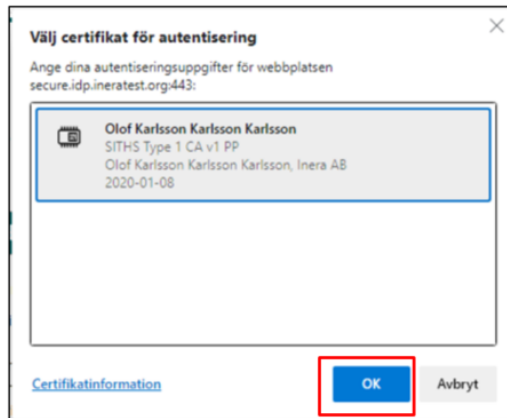 Välj certifikat för autentisering
Ange dina autentiseringsuppgifter för webbplatsen
secure.idp.ineratest.org:443:
Olof Karlsson Karlsson Karlsson
SITHS Type 1 CA v1 PP
Olof Karlsson Karlsson Karlsson, Inera AB
2020-01-08
Certifikatinformation
OK
Avbryt